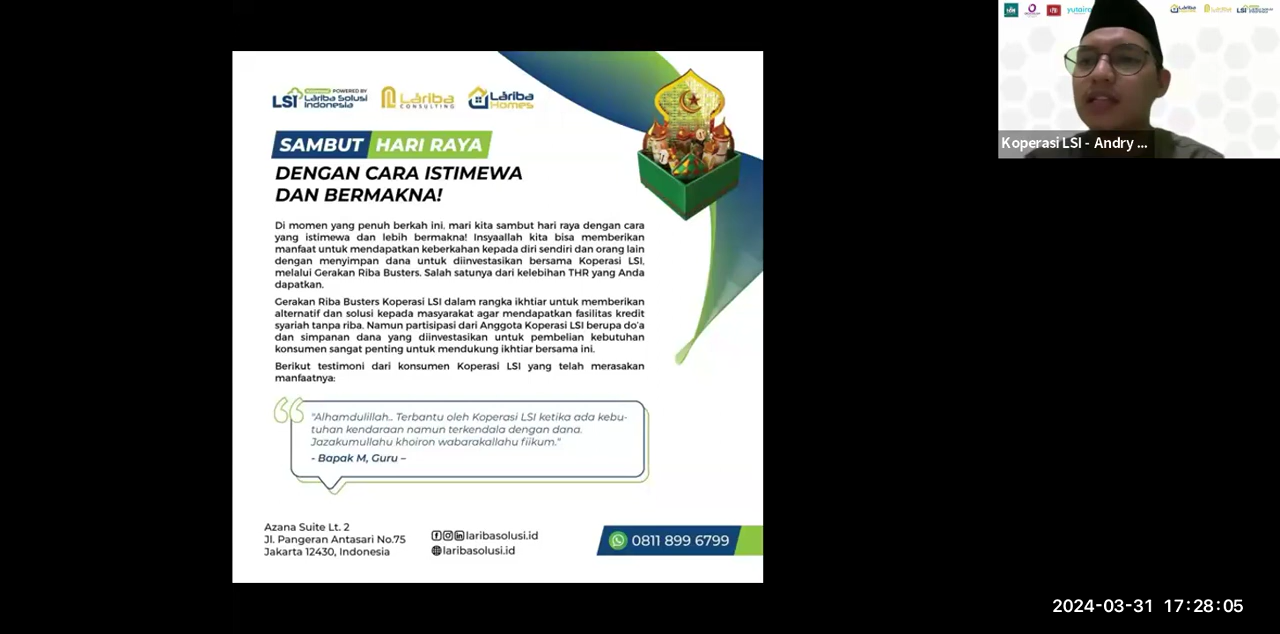 LSI POWERED BY Lariba Solusi Indonesia
Lariba CONSULTING
Lariba Homes
SAMBUT HARI RAYA
DENGAN CARA ISTIMEWA
DAN BERMAKNA!
Di momen yang penuh berkah ini, mari kita sambut hari raya dengan cara
yang istimewa dan lebih bermakna! Insyaallah kita bisa memberikan
manfaat untuk mendapatkan keberkahan kepada diri sendiri dan orang lain
dengan menyimpan dana untuk diinvestasikan bersama Koperasi LSI,
melalui Gerakan Riba Busters. Salah satunya dari kelebihan THR yang Anda
dapatkan.
Gerakan Riba Busters Koperasi LSI dalam rangka ikhtiar untuk memberikan
alternatif dan solusi kepada masyarakat agar mendapatkan fasilitas kredit
syariah tanpa riba. Namun partisipasi dari Anggota Koperasi LSI berupa do'a
dan simpanan dana yang diinvestasikan untuk pembelian kebutuhan
konsumen sangat penting untuk mendukung ikhtiar bersama ini.
Berikut testimoni dari konsumen Koperasi LSI yang telah merasakan
manfaatnya:
"Alhamdulillah.. Terbantu oleh Koperasi LSI ketika ada kebu-
tuhan kendaraan namun terkendala dengan dana.
Jazakumullahu khoiron wabarakallahu fiikum."
- Bapak M, Guru –
Azana Suite Lt. 2
Jl. Pangeran Antasari No.75
Jakarta 12430, Indonesia
laribasolusi.id
laribasolusi.id
0811 899 6799
Koperasi LSI - Andry ...
2024-03-31 17:28:05